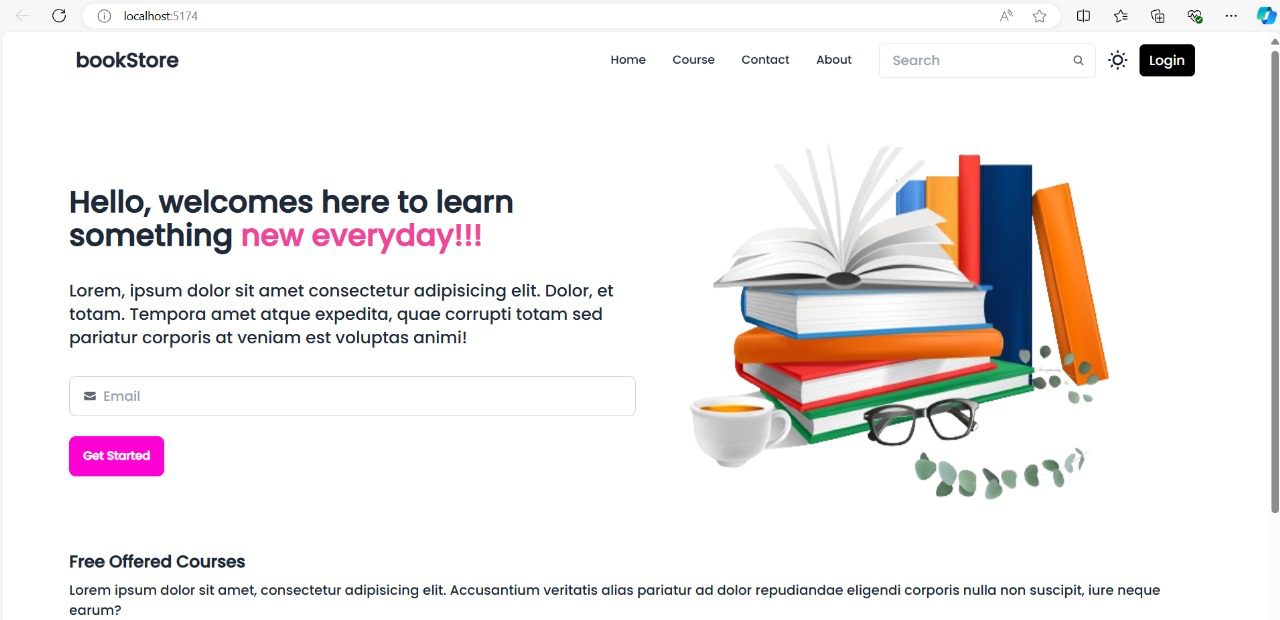 localhost:5174
bookStore
Home Course Contact About Search Login
Hello, welcomes here to learn
something new everyday!!!
Lorem, ipsum dolor sit amet consectetur adipisicing elit. Dolor, et
totam. Tempora amet atque expedita, quae corrupti totam sed
pariatur corporis at veniam est voluptas animi!
Email
Get Started
Free Offered Courses
Lorem ipsum dolor sit amet, consectetur adipisicing elit. Accusantium veritatis alias pariatur ad dolor repudiandae eligendi corporis nulla non suscipit, iure neque
earum?